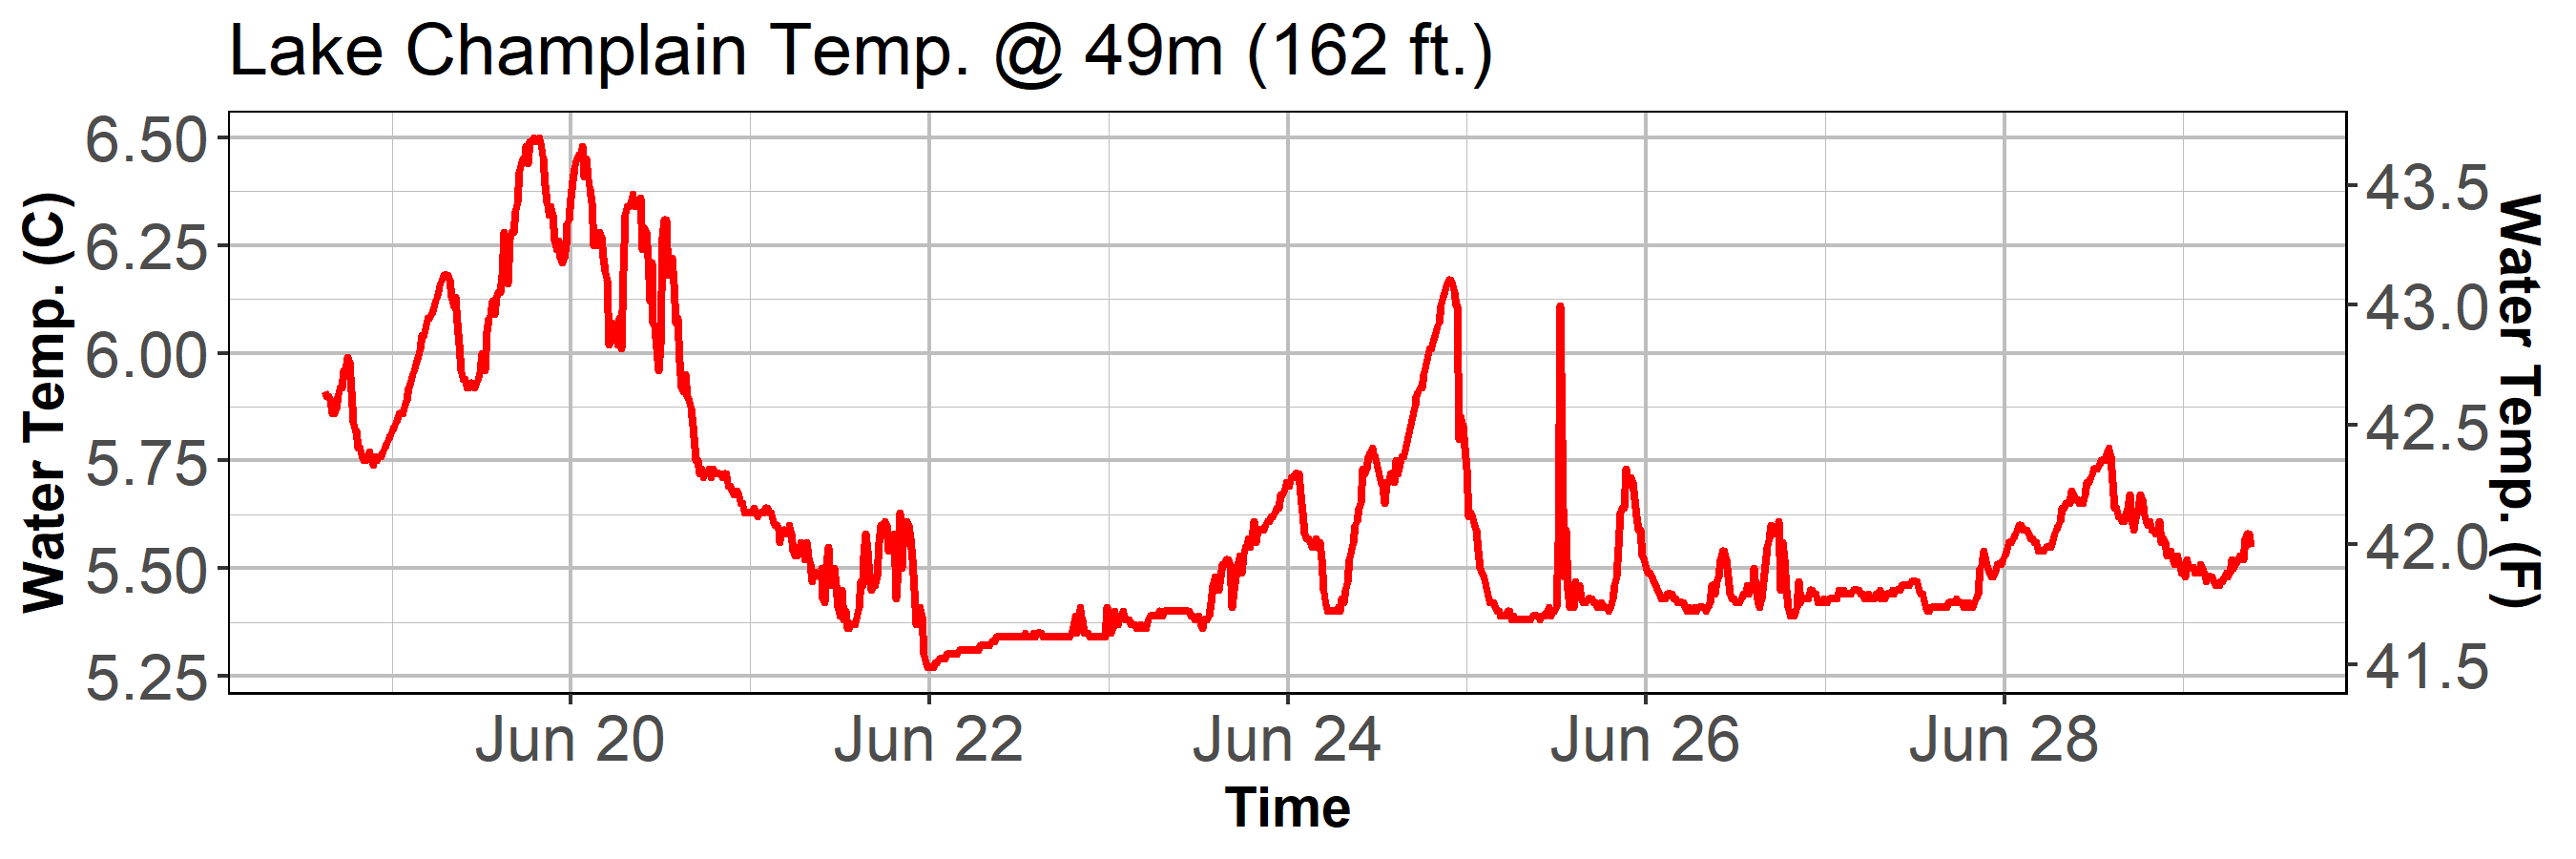 Lake Champlain Temp. @ 49m (162 ft.)
Water Temp. (C)
6.50
6.25
6.00
5.75
5.50
5.25
43.5
43.0
42.5
42.0
41.5
Water Temp. (F)
Jun 20 Jun 22 Jun 24 Jun 26 Jun 28
Time